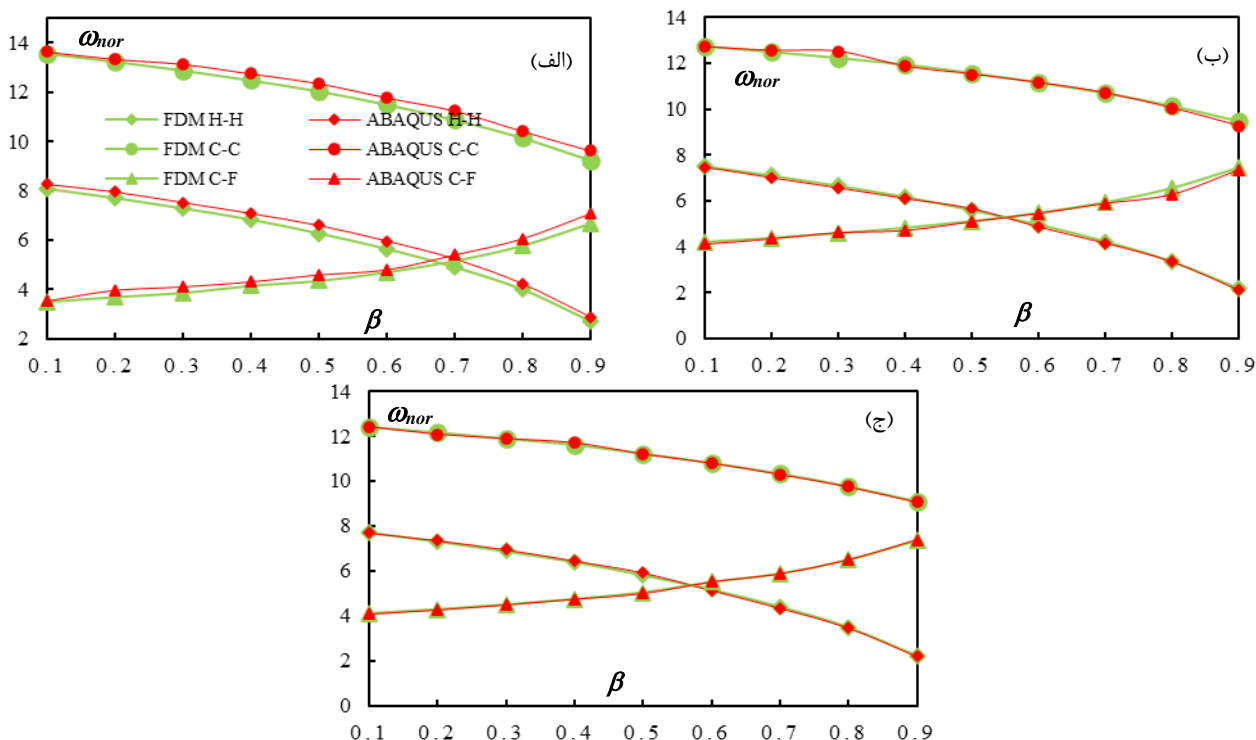 ωnor
(الف)
14
12
10
8
6
4
2
FDM H-H
ABAQUS H-H
FDM C-C
ABAQUS C-C
FDM C-F
ABAQUS C-F
β
0.1 0.2 0.3 0.4 0.5 0.6 0.7 0.8 0.9
(ب)
ωnor
14
12
10
8
6
4
2
0
β
0.1 0.2 0.3 0.4 0.5 0.6 0.7 0.8 0.9
ωnor
(ج)
14
12
10
8
6
4
2
0
β
0.1 0.2 0.3 0.4 0.5 0.6 0.7 0.8 0.9